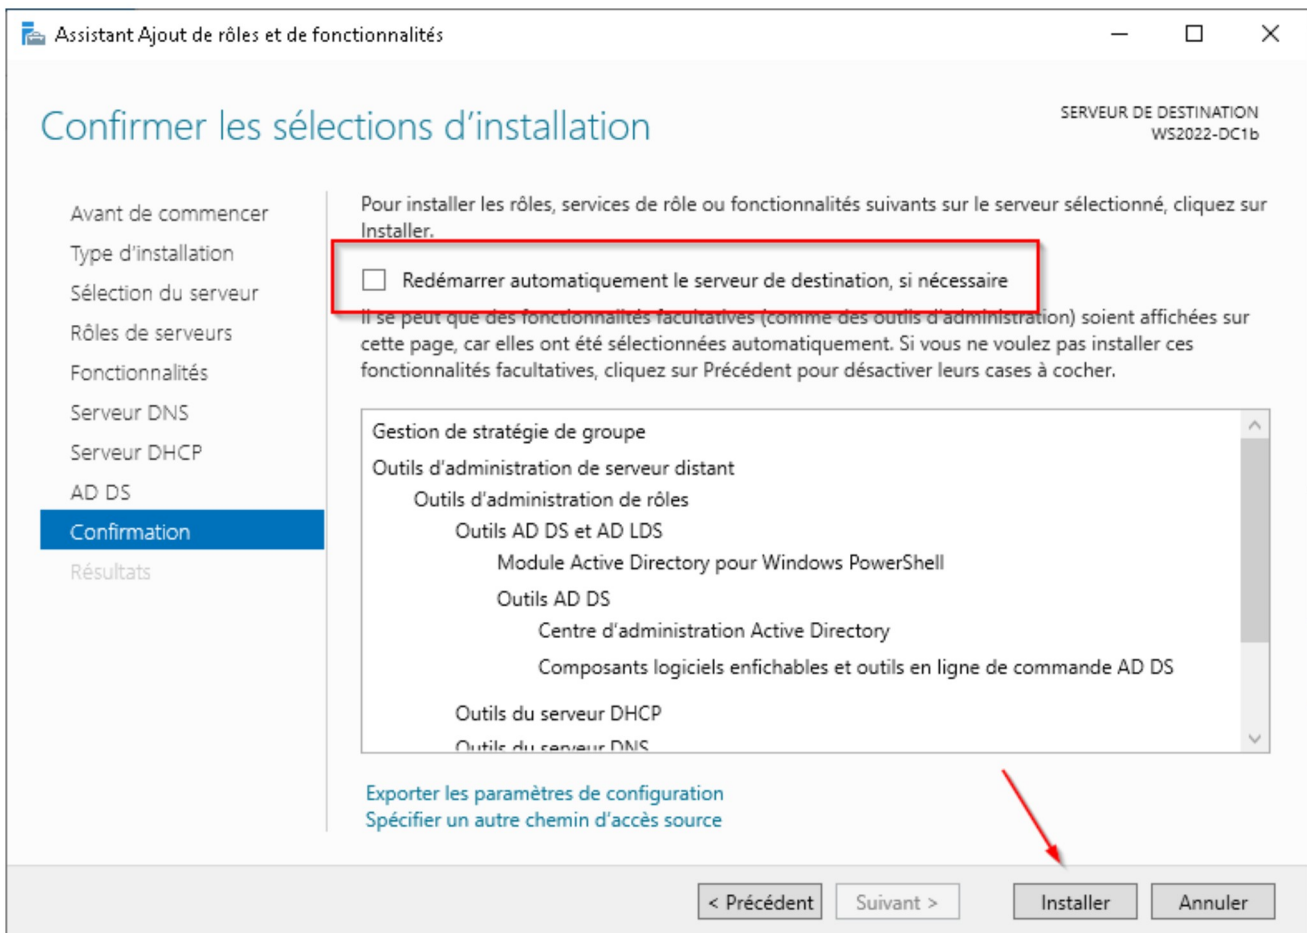 Assistant Ajout de rôles et de fonctionnalités
Confirmer les sélections d'installation
SERVEUR DE DESTINATION
WS2022-DC1b
Avant de commencer
Type d'installation
Sélection du serveur
Rôles de serveurs
Fonctionnalités
Serveur DNS
Serveur DHCP
AD DS
Confirmation
Résultats
Pour installer les rôles, services de rôle ou fonctionnalités suivants sur le serveur sélectionné, cliquez sur
Installer.
Redémarrer automatiquement le serveur de destination, si nécessaire
Il se peut que des fonctionnalités facultatives (comme des outils d'administration) soient affichées sur
cette page, car elles ont été sélectionnées automatiquement. Si vous ne voulez pas installer ces
fonctionnalités facultatives, cliquez sur Précédent pour désactiver leurs cases à cocher.
Gestion de stratégie de groupe
Outils d'administration de serveur distant
Outils d'administration de rôles
Outils AD DS et AD LDS
Module Active Directory pour Windows PowerShell
Outils AD DS
Centre d'administration Active Directory
Composants logiciels enfichables et outils en ligne de commande AD DS
Outils du serveur DHCP
Outils du serveur DNS
Exporter les paramètres de configuration
Spécifier un autre chemin d'accès source
< Précédent
Suivant >
Installer
Annuler